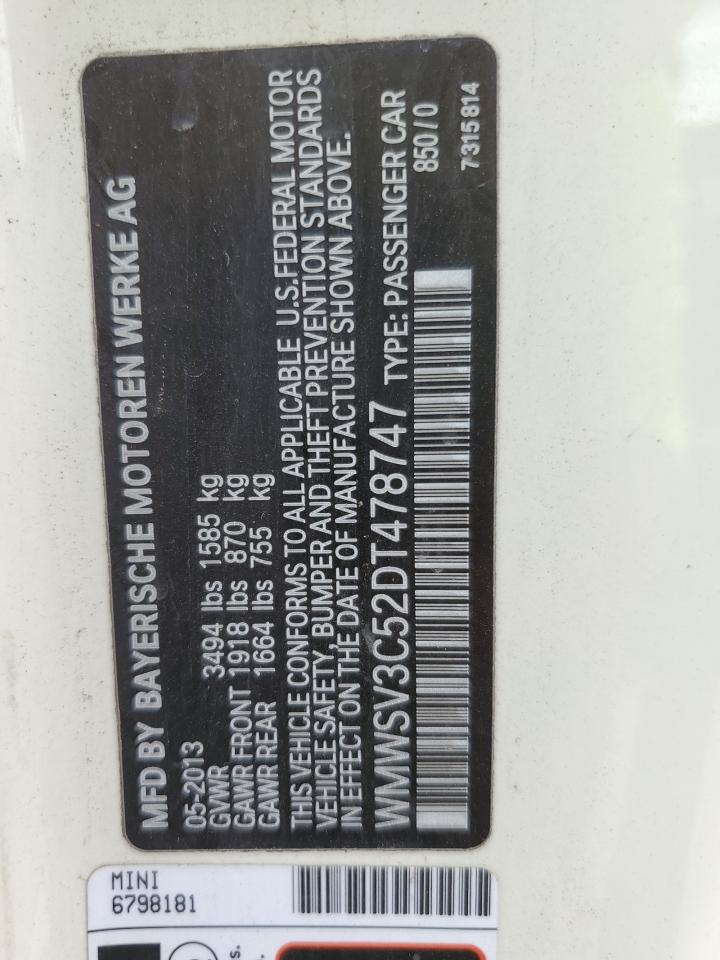 MFD BY BAYERISCHE MOTOREN WERKE AG
05-2013
GVWR 3494 lbs 1585 kg
GAWR FRONT 1918 lbs 870 kg
GAWR REAR 1664 lbs 755 kg
THIS VEHICLE CONFORMS TO ALL APPLICABLE U.S.FEDERAL MOTOR
VEHICLE SAFETY, BUMPER AND THEFT PREVENTION STANDARDS
IN EFFECT ON THE DATE OF MANUFACTURE SHOWN ABOVE.
WMWSV3C52DT478747 TYPE: PASSENGER CAR
850/0
7315814
MINI
6798181